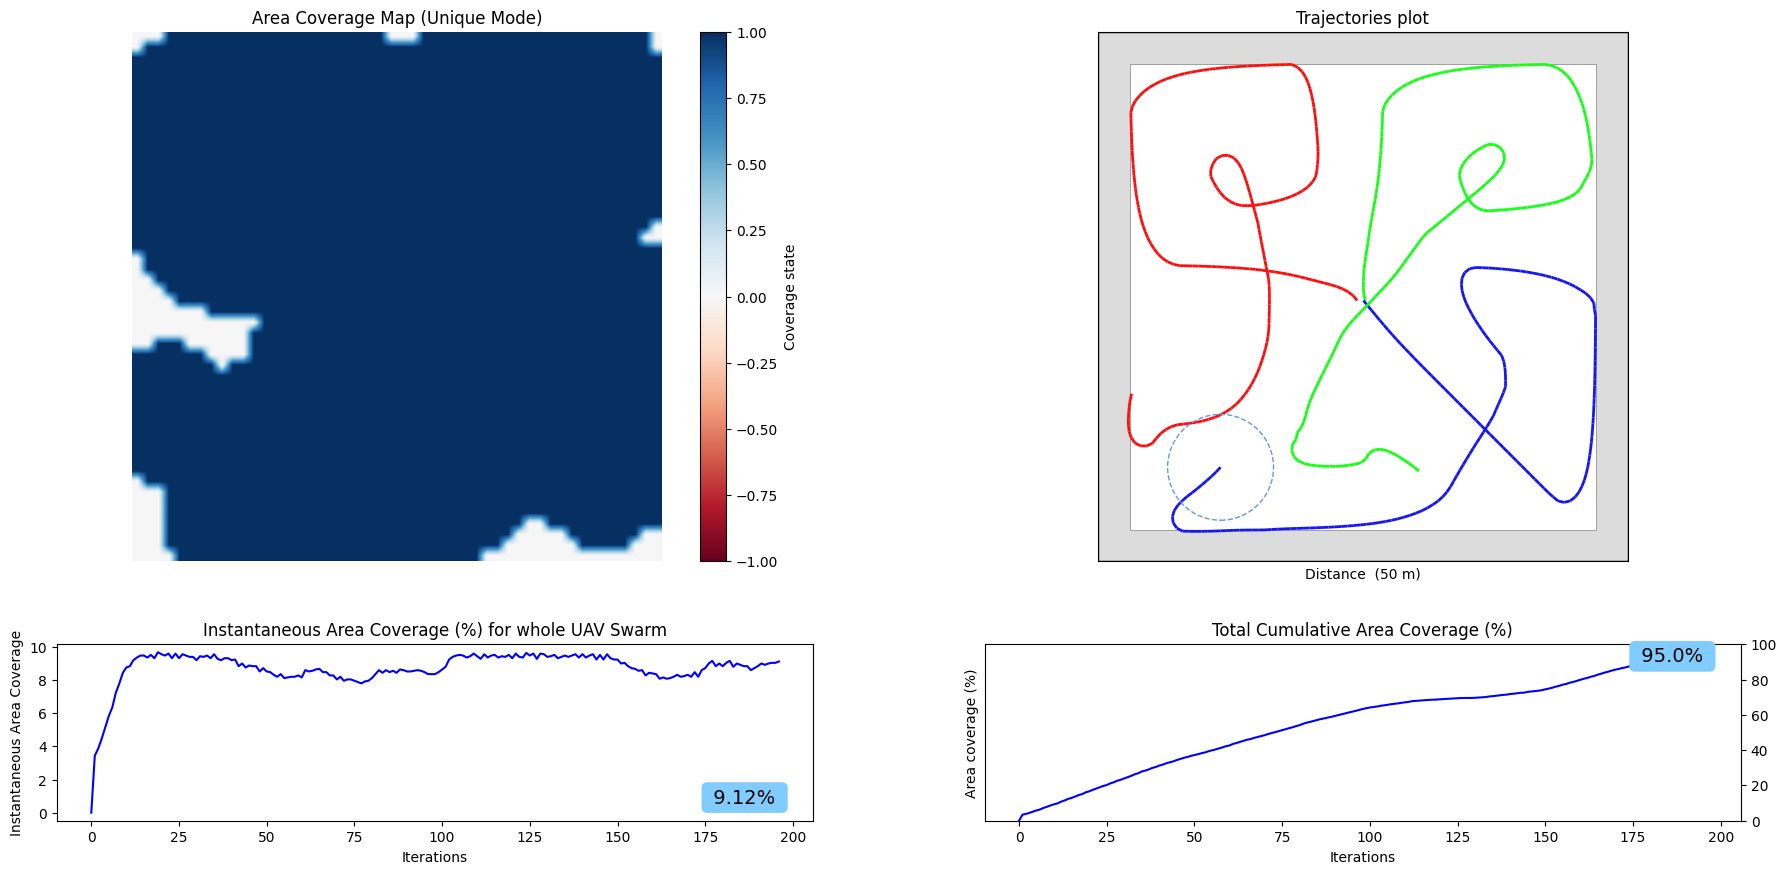 Area Coverage Map (Unique Mode)
1.00
0.75
0.50
0.25
0.00
−0.25
−0.50
−0.75
−1.00
Coverage state
Trajectories plot
Distance  (50 m)
Instantaneous Area Coverage (%) for whole UAV Swarm
Instantaneous Area Coverage
10
8
6
4
2
0
9.12%
0 25 50 75 100 125 150 175 200
Iterations
Total Cumulative Area Coverage (%)
Area coverage (%)
95.0%
100
80
60
40
20
0
0 25 50 75 100 125 150 175 200
Iterations